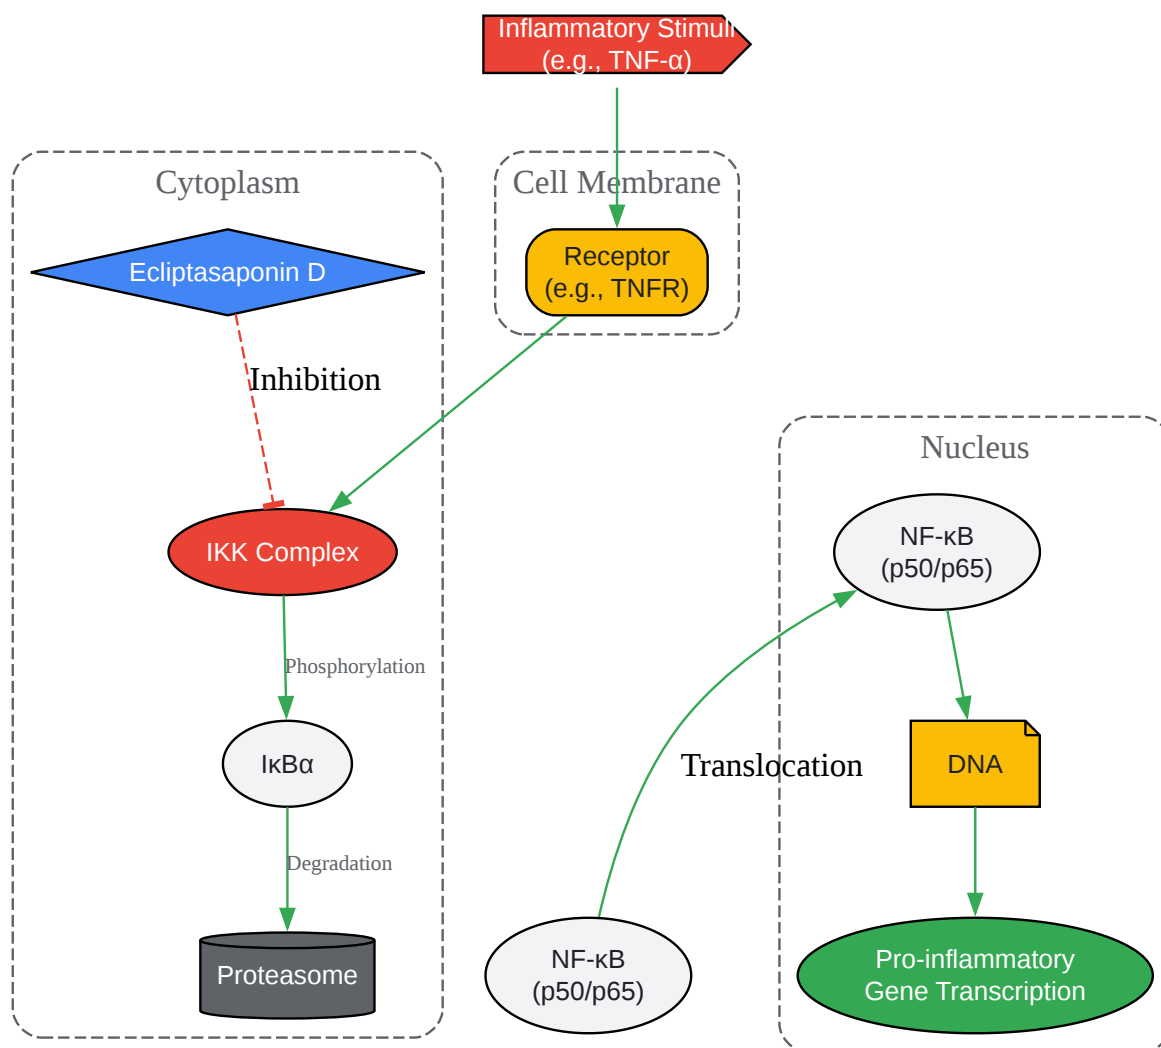 Inflammatory Stimuli
(e.g., TNF-α)
Cytoplasm
Cell Membrane
Ecliptasaponin D
Receptor
(e.g., TNFR)
Inhibition
Nucleus
IKK Complex
NF-κB
(p50/p65)
Phosphorylation
IκBα
Translocation
DNA
Degradation
Proteasome
NF-κB
(p50/p65)
Pro-inflammatory
Gene Transcription